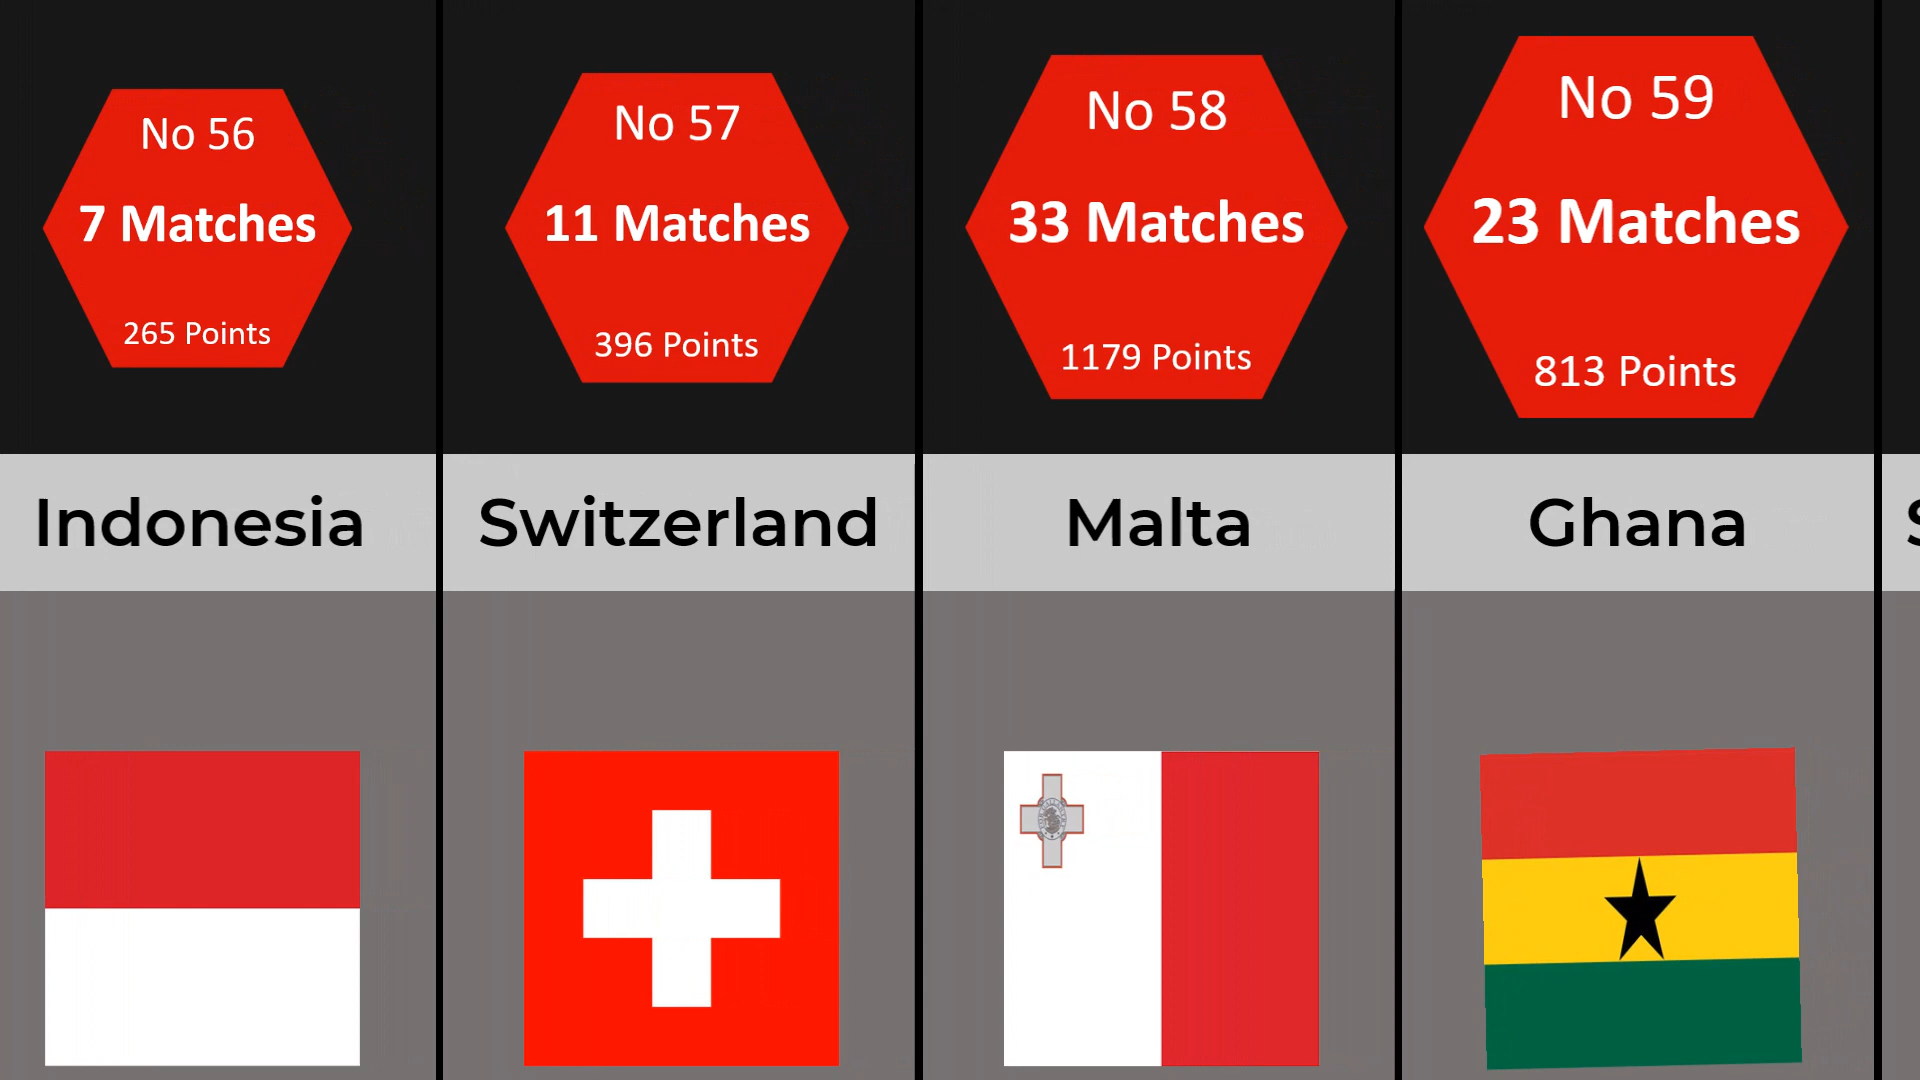 No 56
7 Matches
265 Points
Indonesia
No 57
11 Matches
396 Points
Switzerland
No 58
33 Matches
1179 Points
Malta
No 59
23 Matches
813 Points
Ghana